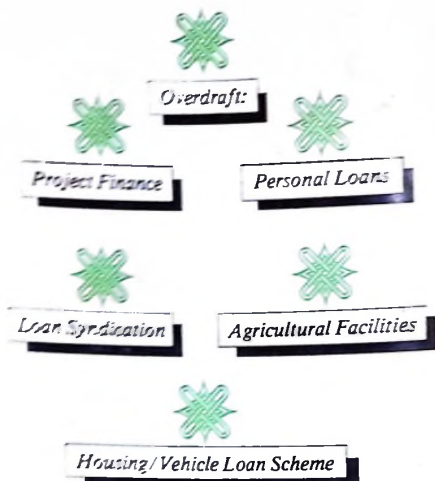 Overdraft:
Project Finance
Personal Loans
Loan Syndication
Agricultural Facilities
Housing/Vehicle Loan Scheme